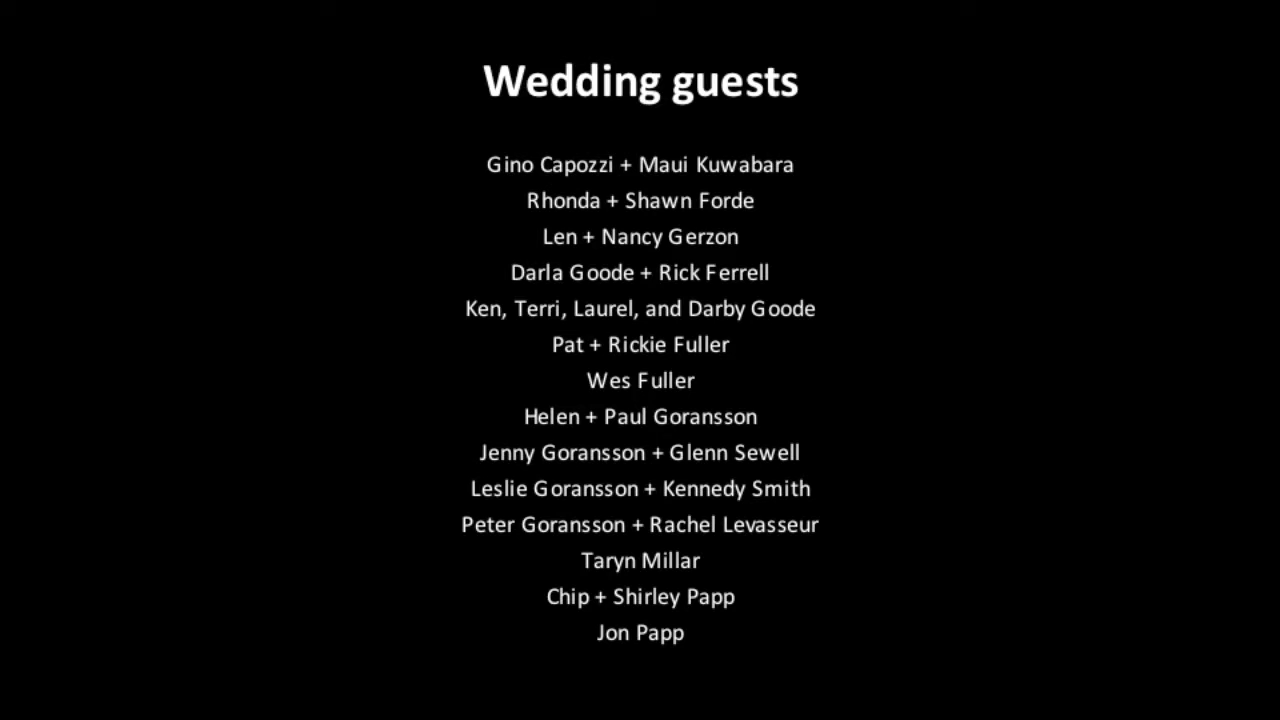 Wedding guests
Gino Capozzi + Maui Kuwabara
Rhonda + Shawn Forde
Len + Nancy Gerzon
Darla Goode + Rick Ferrell
Ken, Terri, Laurel, and Darby Goode
Pat + Rickie Fuller
Wes Fuller
Helen + Paul Goransson
Jenny Goransson + Glenn Sewell
Leslie Goransson + Kennedy Smith
Peter Goransson + Rachel Levasseur
Taryn Millar
Chip + Shirley Papp
Jon Papp